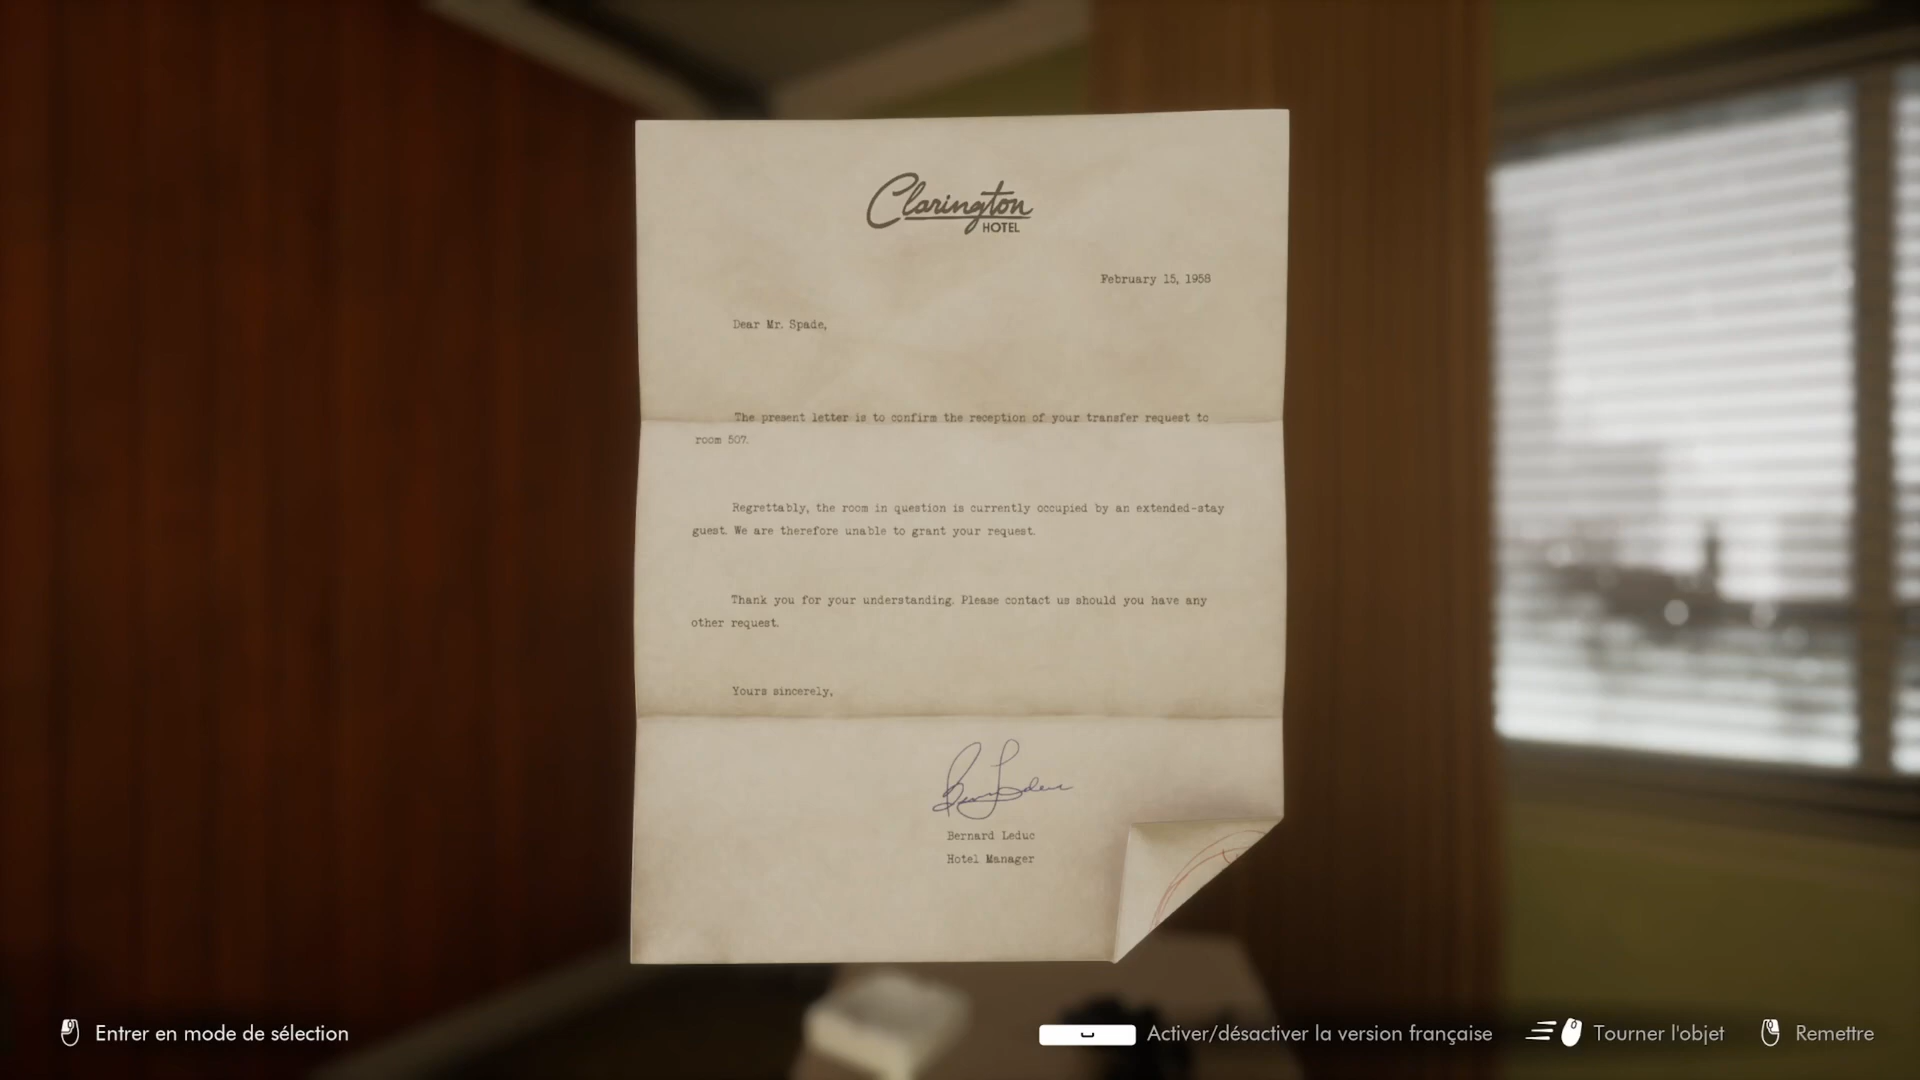 Clarington
HOTEL
February 15, 1958
Dear Mr. Spade,
The present letter is to confirm the reception of your transfer request to
room 507.
Regrettably, the room in question is currently occupied by an extended-stay
guest. We are therefore unable to grant your request.
Thank you for your understanding. Please contact us should you have any
other request.
Yours sincerely,
Bernard Leduc
Hotel Manager
Entrer en mode de sélection
Activer/désactiver la version française
Tourner l'objet
Remettre